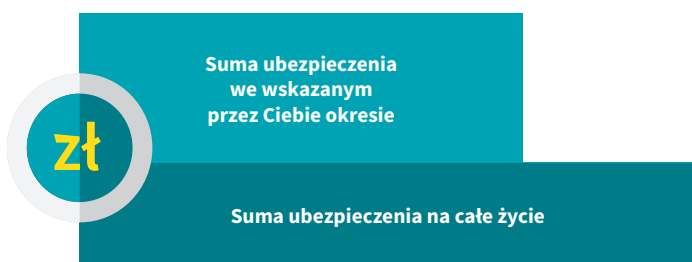 Suma ubezpieczenia
we wskazanym
przez Ciebie okresie
zł
Suma ubezpieczenia na całe życie